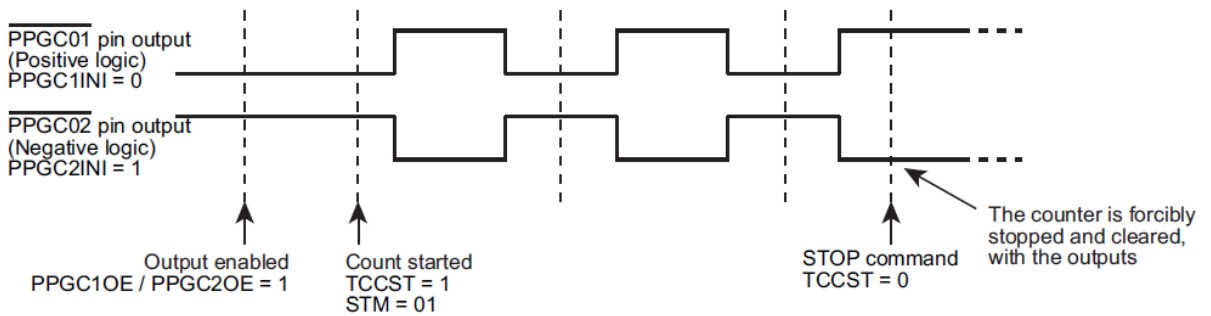 PPGC01 pin output
(Positive logic)
PPGC1INI = 0
PPGC02 pin output
(Negative logic)
PPGC2INI = 1
Output enabled
PPGC1OE / PPGC2OE = 1
Count started
TCCST = 1
STM = 01
STOP command
TCCST = 0
The counter is forcibly
stopped and cleared,
with the outputs